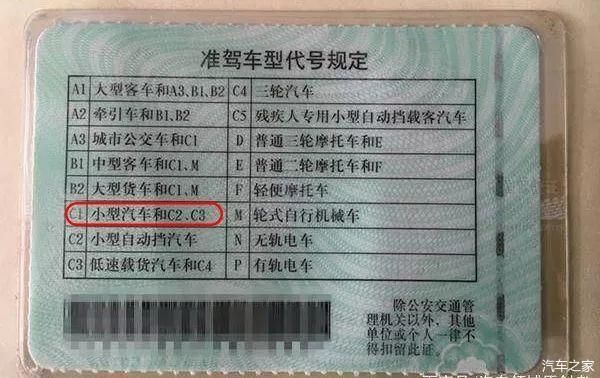 准驾车型代号规定
A1 大型客车和A3、B1、B2 C4 三轮汽车
A2 牵引车和B1、B2 C5 残疾人专用小型自动挡载客汽车
A3 城市公交车和C1 D 普通三轮摩托车和E
B1 中型客车和C1、M E 普通二轮摩托车和F
B2 大型货车和C1、M F 轻便摩托车
C1 小型汽车和C2、C3 M 轮式自行机械车
C2 小型自动挡汽车 N 无轨电车
C3 低速载货汽车和C4 P 有轨电车
除公安交通管
理机关以外，其他
单位或个人一律不
得扣留此证。
汽车之家